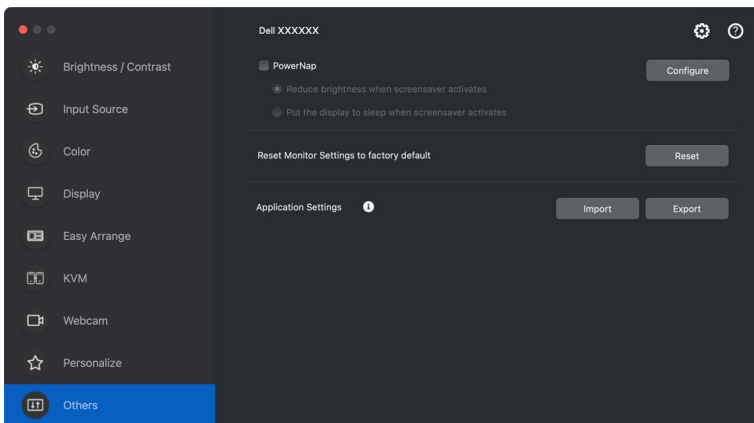 Dell XXXXXX
Brightness / Contrast
Input Source
Color
Display
Easy Arrange
KVM
Webcam
Personalize
Others
PowerNap
Configure
Reduce brightness when screensaver activates
Put the display to sleep when screensaver activates
Reset Monitor Settings to factory default
Reset
Application Settings
Import
Export